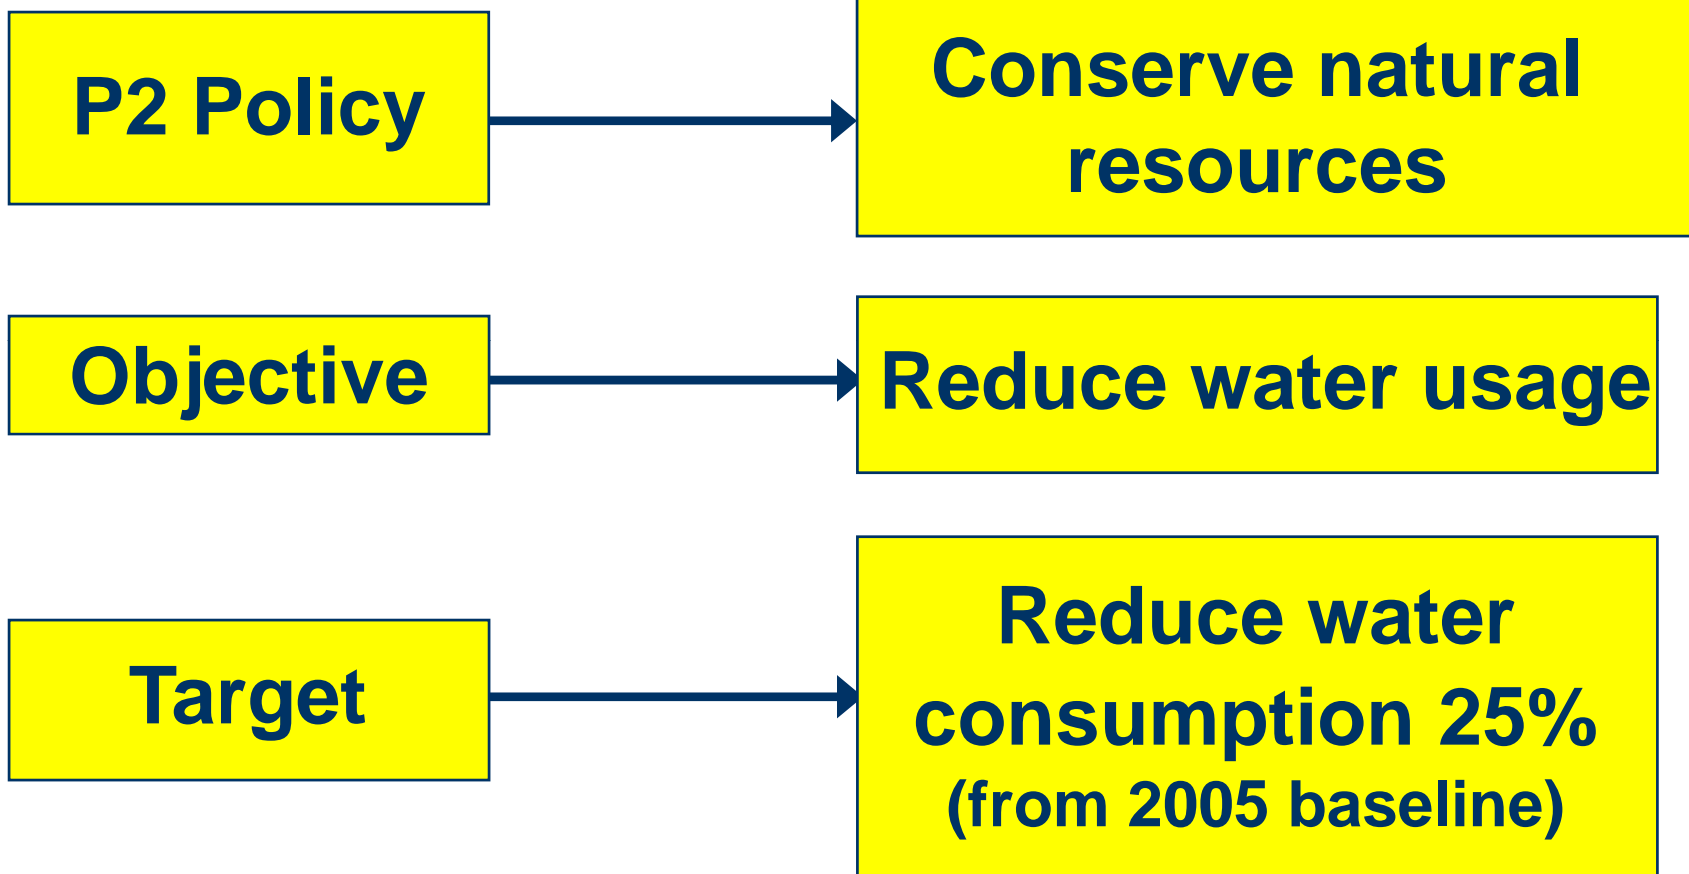 P2 Policy
Conserve natural
resources
Objective
Reduce water usage
Target
Reduce water
consumption 25%
(from 2005 baseline)